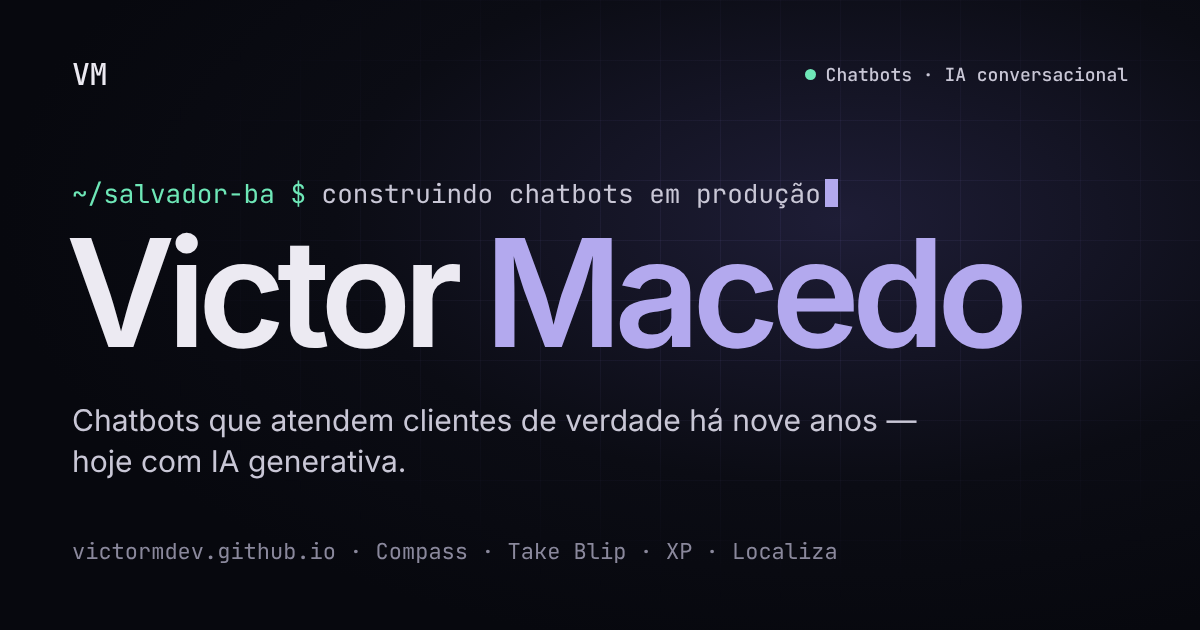 VM
Chatbots · IA conversacional
~/salvador-ba $ construindo chatbots em produção
Victor Macedo
Chatbots que atendem clientes de verdade há nove anos —
hoje com IA generativa.
victormdev.github.io · Compass · Take Blip · XP · Localiza